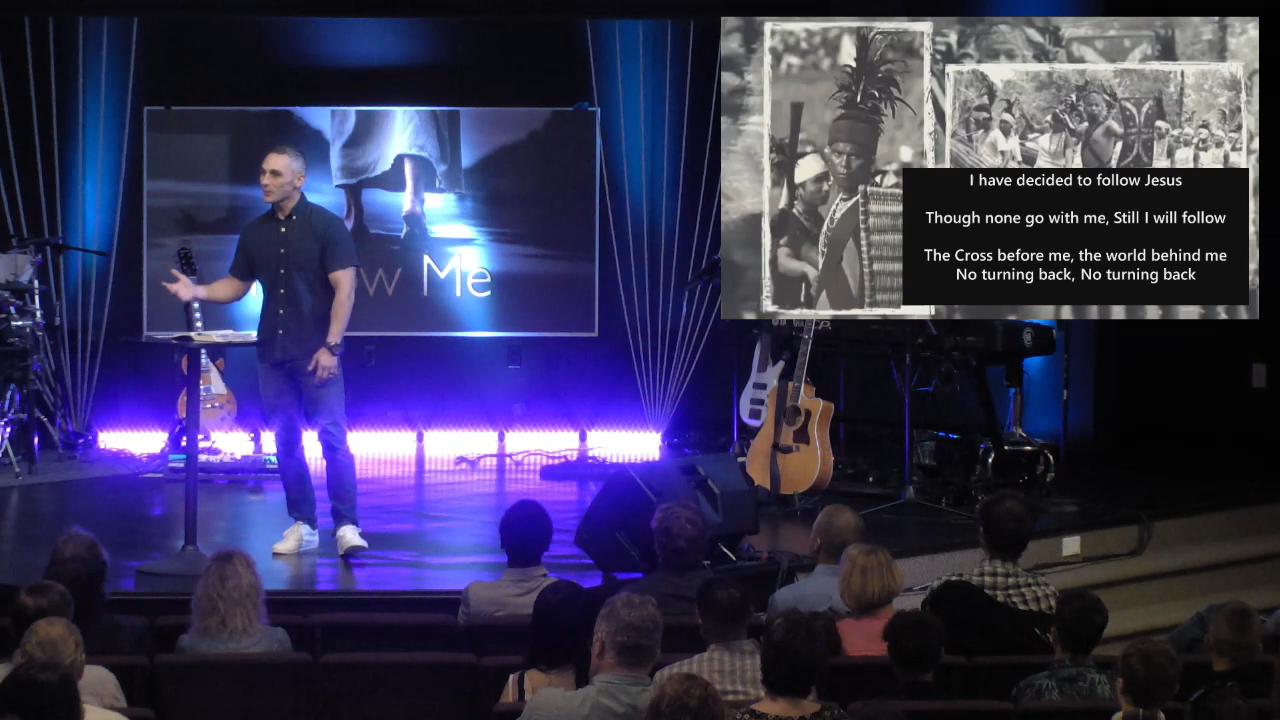 w Me
I have decided to follow Jesus
Though none go with me, Still I will follow
The Cross before me, the world behind me
No turning back, No turning back